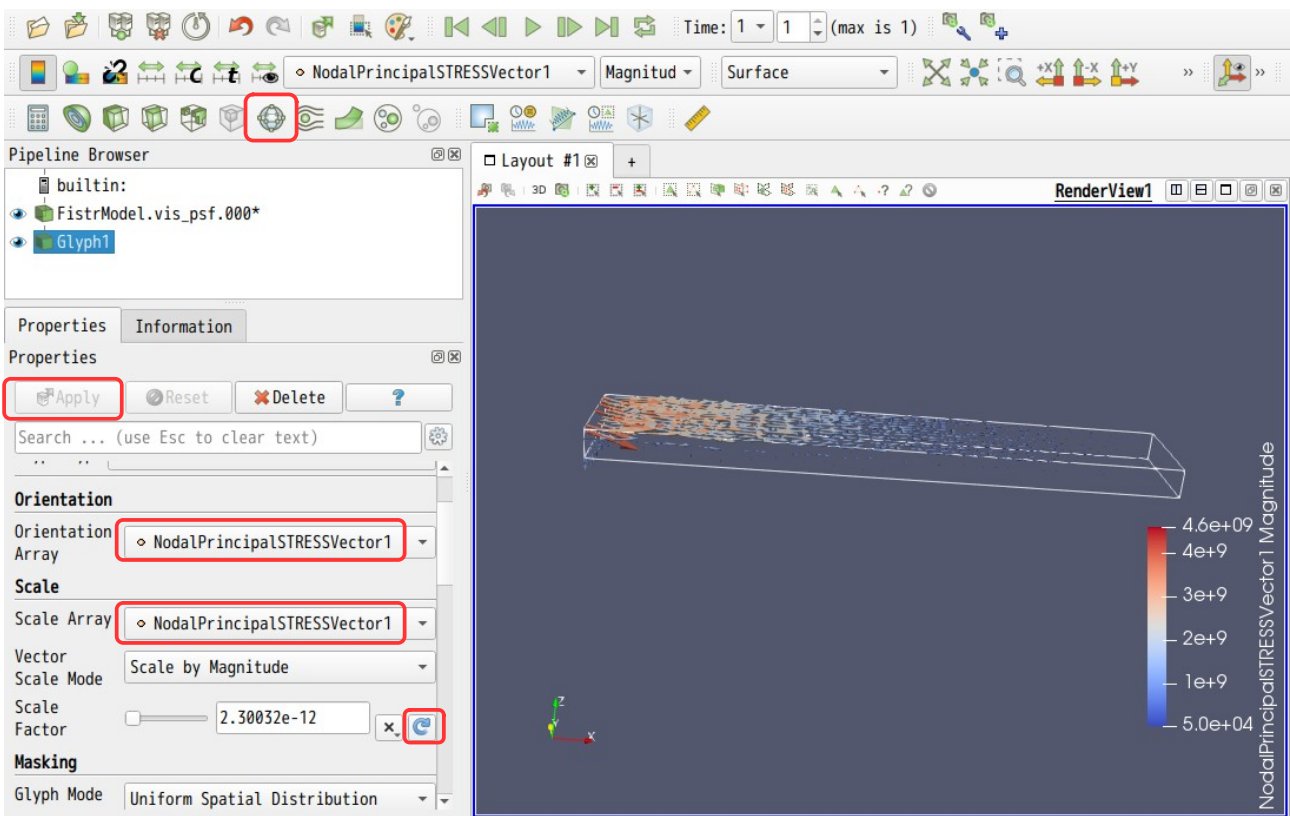 Time: 1 1 (max is 1)
NodalPrincipalSTRESSVector1 Magnitud Surface +X -X +Y » »
Pipeline Browser
builtin:
FistrModel.vis_psf.000*
Glyph1
Properties Information
Properties
Apply Reset Delete ?
Search ... (use Esc to clear text)
Orientation
Orientation
Array
NodalPrincipalSTRESSVector1
Scale
Scale Array NodalPrincipalSTRESSVector1
Vector
Scale Mode
Scale by Magnitude
Scale
Factor
2.30032e-12
Masking
Glyph Mode Uniform Spatial Distribution
Layout #1 +
3D RenderView1
4.6e+09
4e+9
3e+9
2e+9
1e+9
5.0e+04
NodalPrincipalSTRESSVector1 Magnitude
Z
Y
X